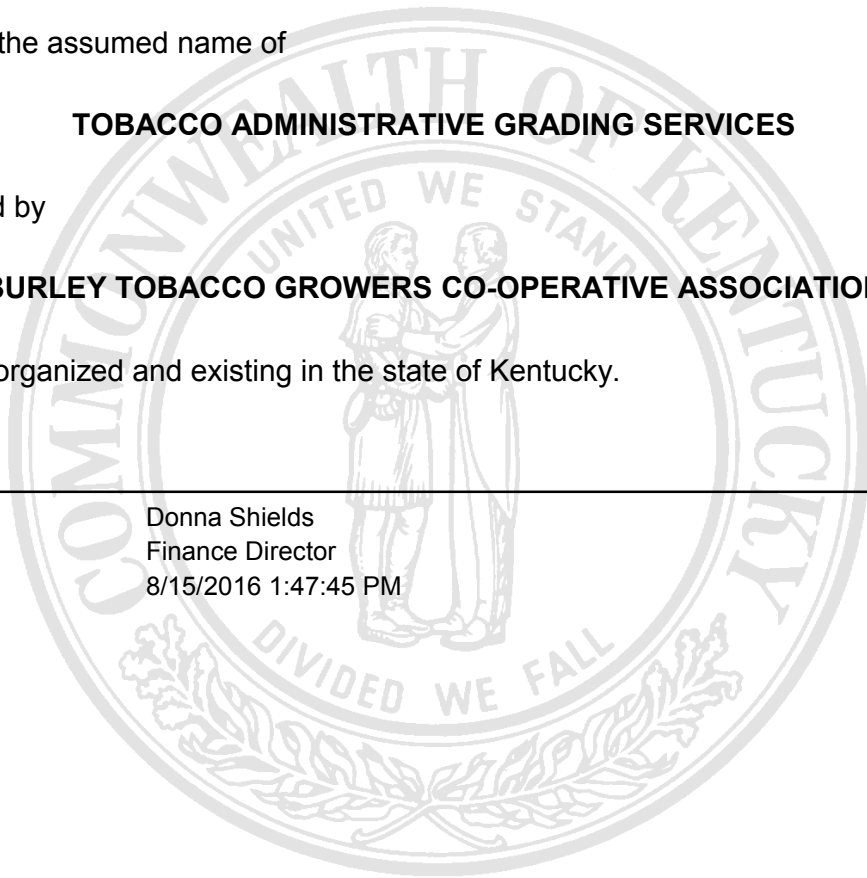 the assumed name of
TOBACCO ADMINISTRATIVE GRADING SERVICES
d by
BURLEY TOBACCO GROWERS CO-OPERATIVE ASSOCIATION
organized and existing in the state of Kentucky.
Donna Shields
Finance Director
8/15/2016 1:47:45 PM
COMMONWEALTH OF KENTUCKY
UNITED WE STAND
DIVIDED WE FALL